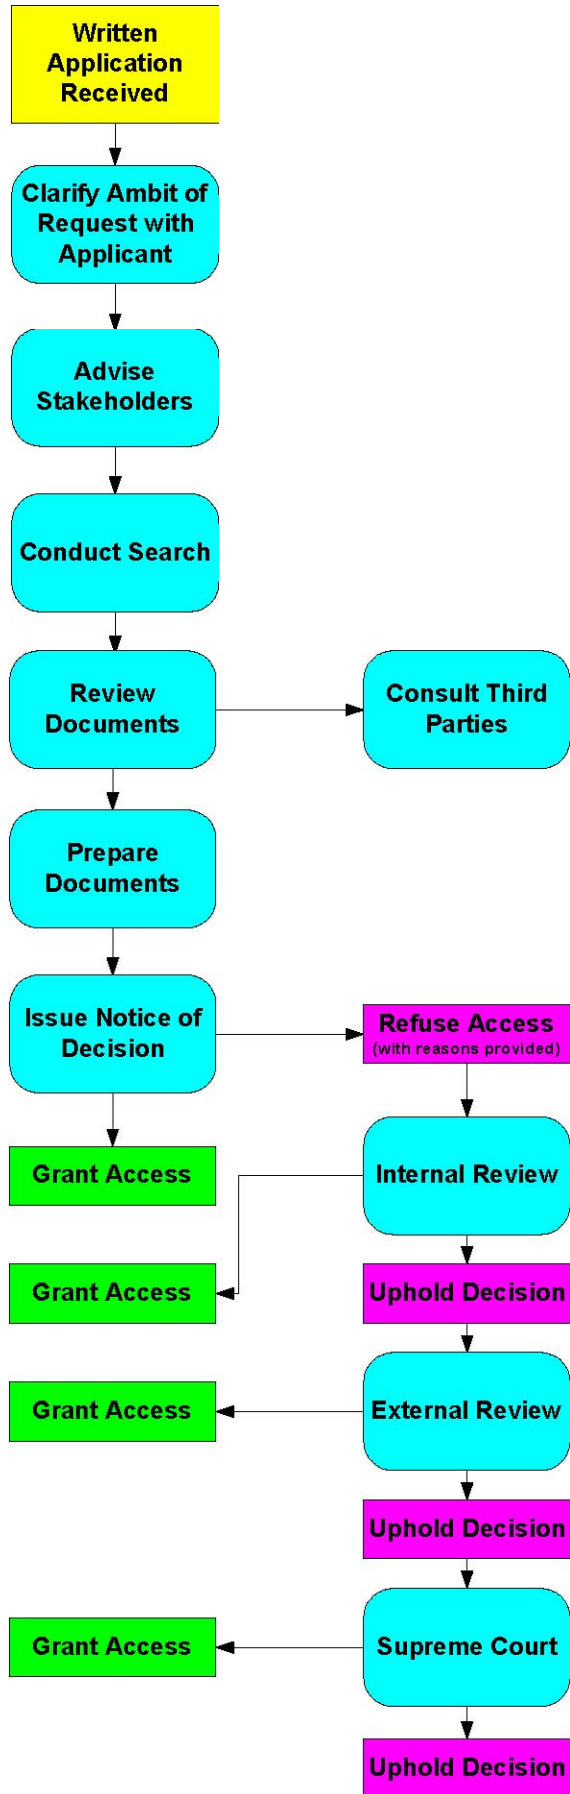 Written
Application
Received
Clarify Ambit of
Request with
Applicant
Advise
Stakeholders
Conduct Search
Review
Documents
Consult Third
Parties
Prepare
Documents
Issue Notice of
Decision
Refuse Access
(with reasons provided)
Grant Access
Internal Review
Grant Access
Uphold Decision
Grant Access
External Review
Uphold Decision
Grant Access
Supreme Court
Uphold Decision